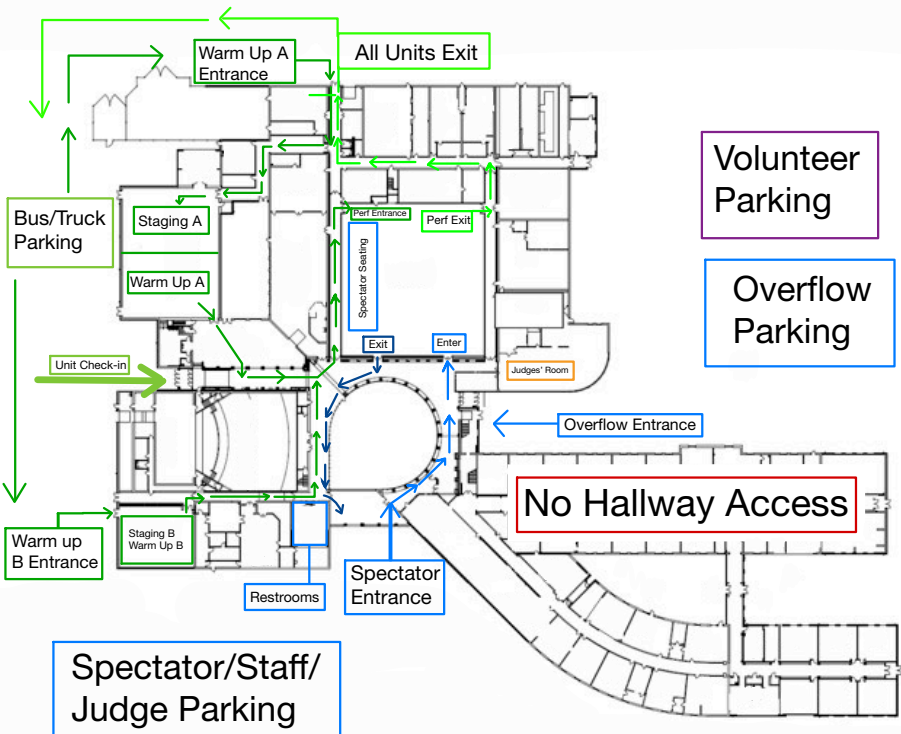 Warm Up A
Entrance
All Units Exit
Volunteer
Parking
Bus/Truck
Parking
Staging A
Perf Entrance
Perf Exit
Spectator Seating
Overflow
Parking
Warm Up A
Exit
Enter
Unit Check-in
Judges' Room
Overflow Entrance
No Hallway Access
Warm up
B Entrance
Staging B
Warm Up B
Restrooms
Spectator
Entrance
Spectator/Staff/
Judge Parking